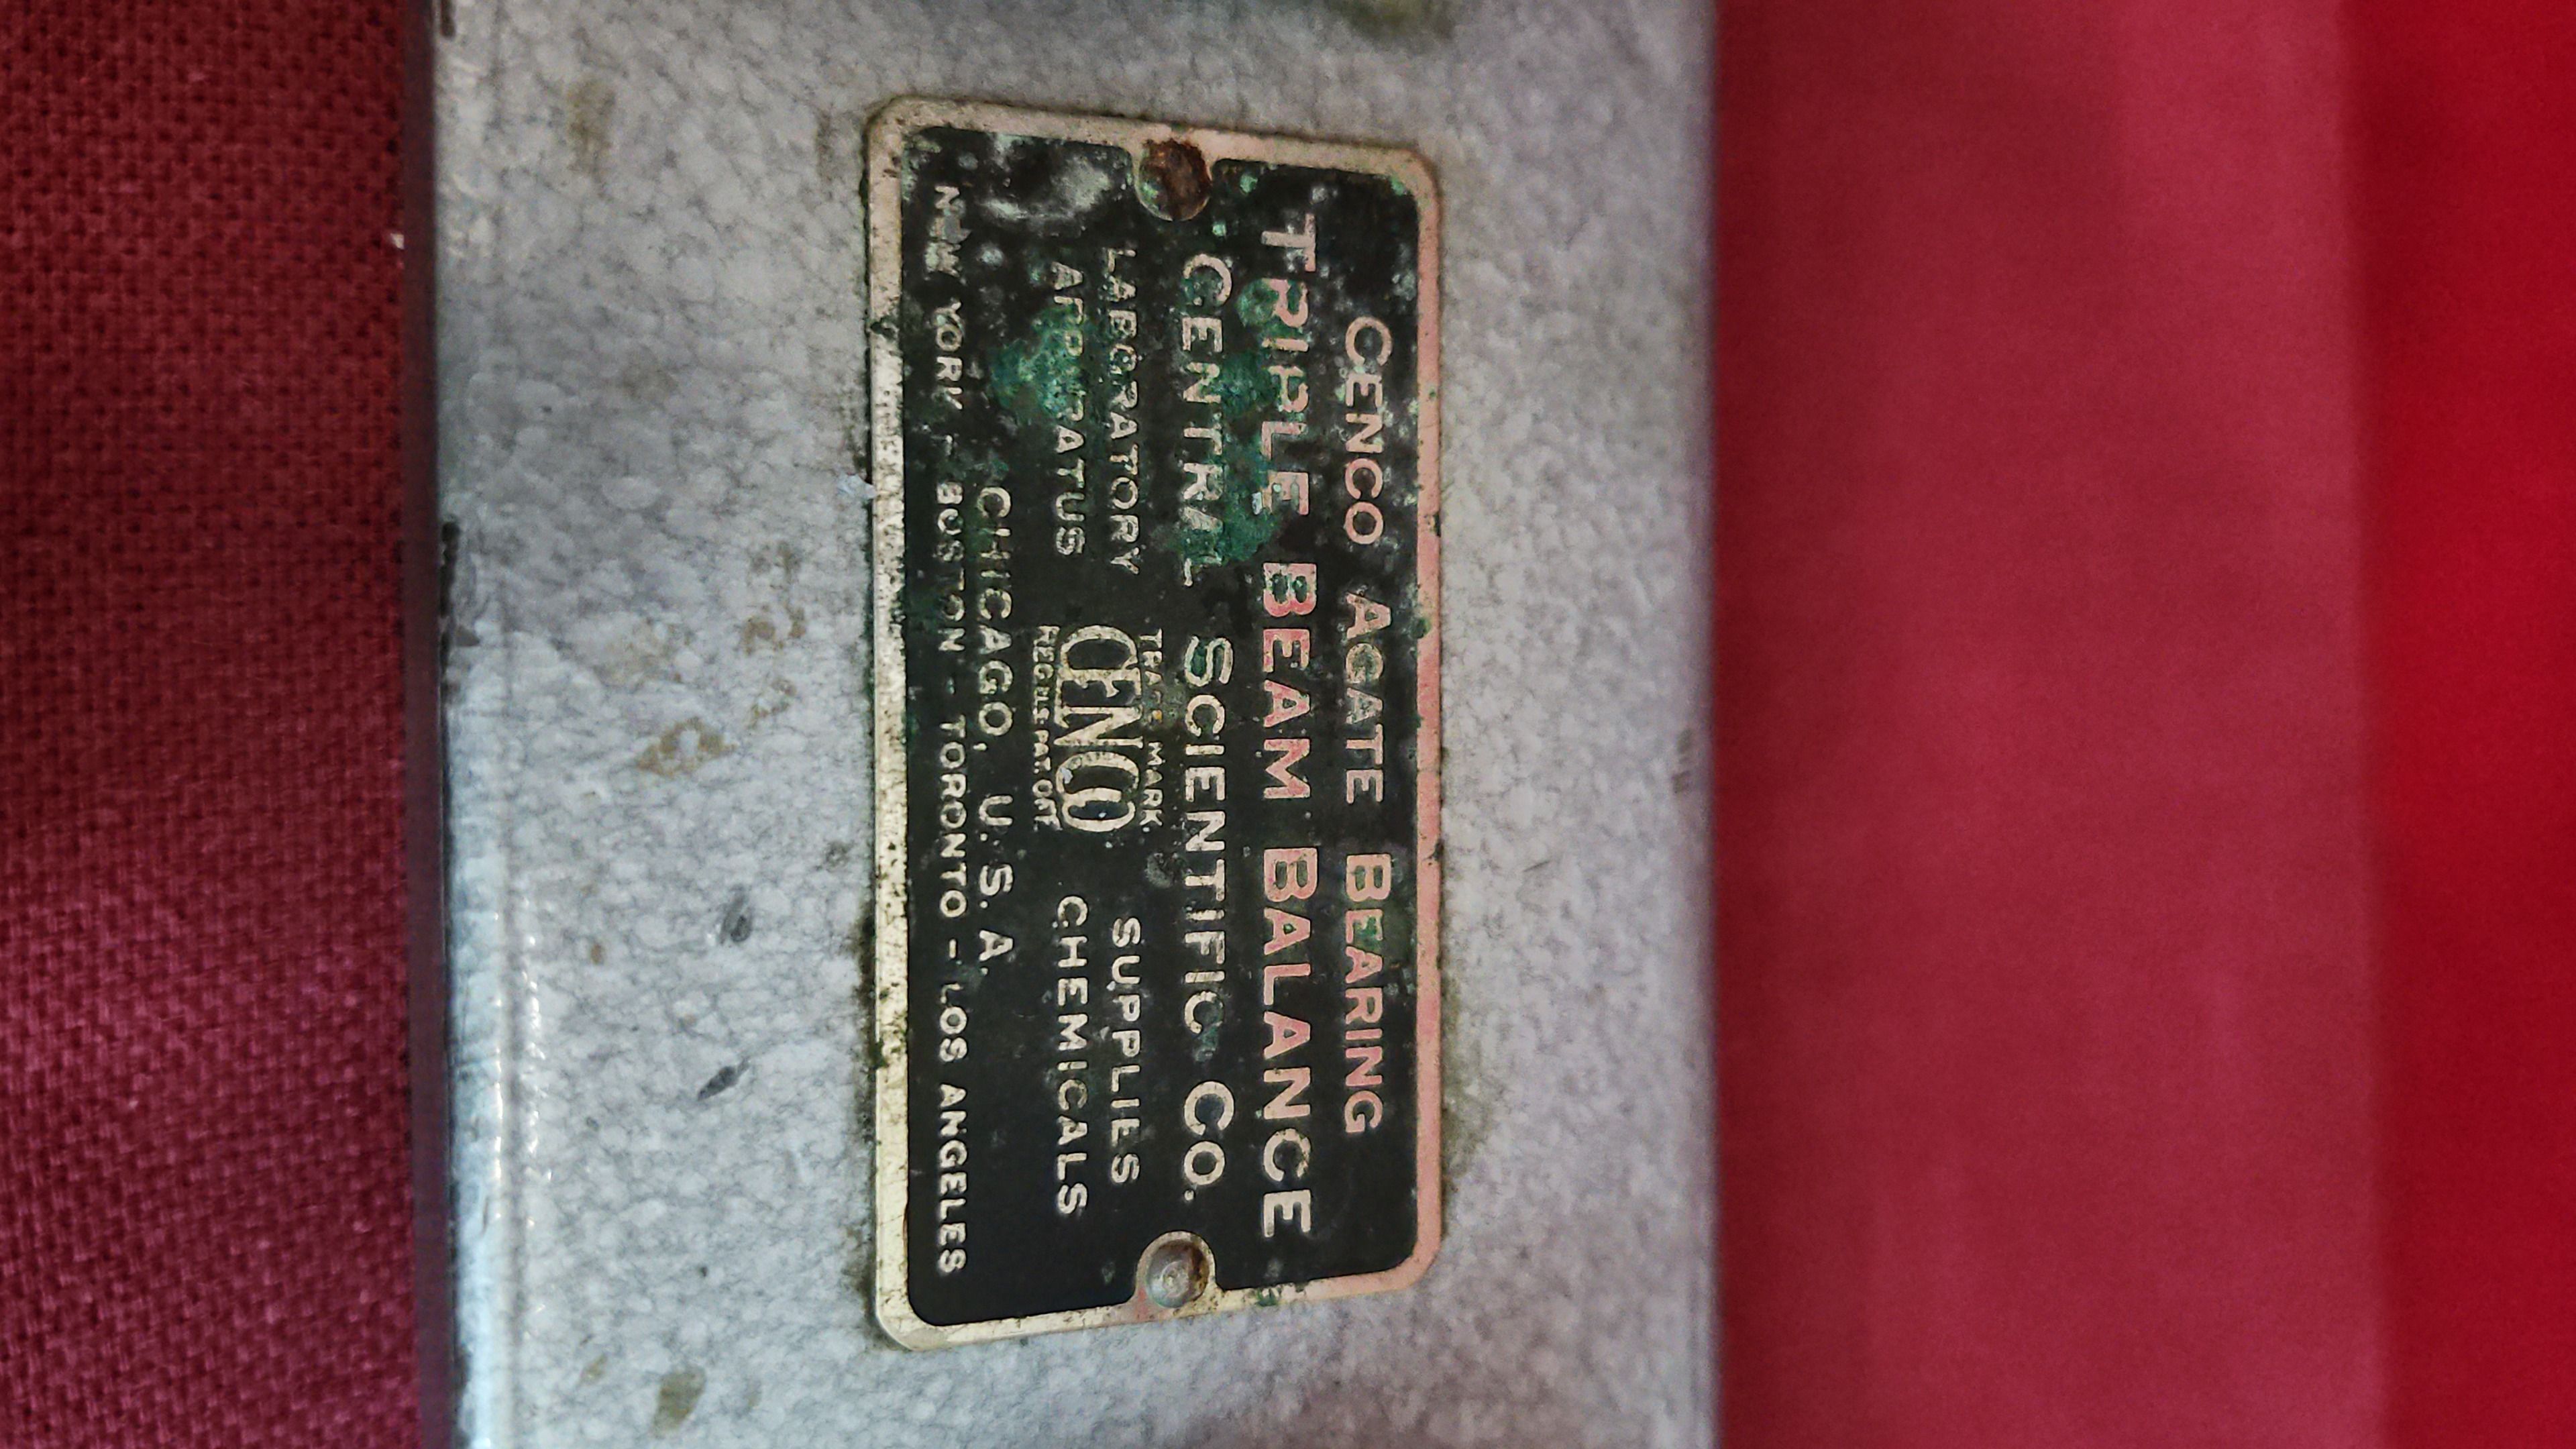 CENCO AGATE BEARING
TRIPLE BEAM BALANCE
CENTRAL SCIENTIFIC CO.
LABORATORY APPARATUS
TRADE MARK
CENCO
REG. U.S. PAT. OFF.
SUPPLIES CHEMICALS
CHICAGO, U.S.A.
NEW YORK - BOSTON - TORONTO - LOS ANGELES